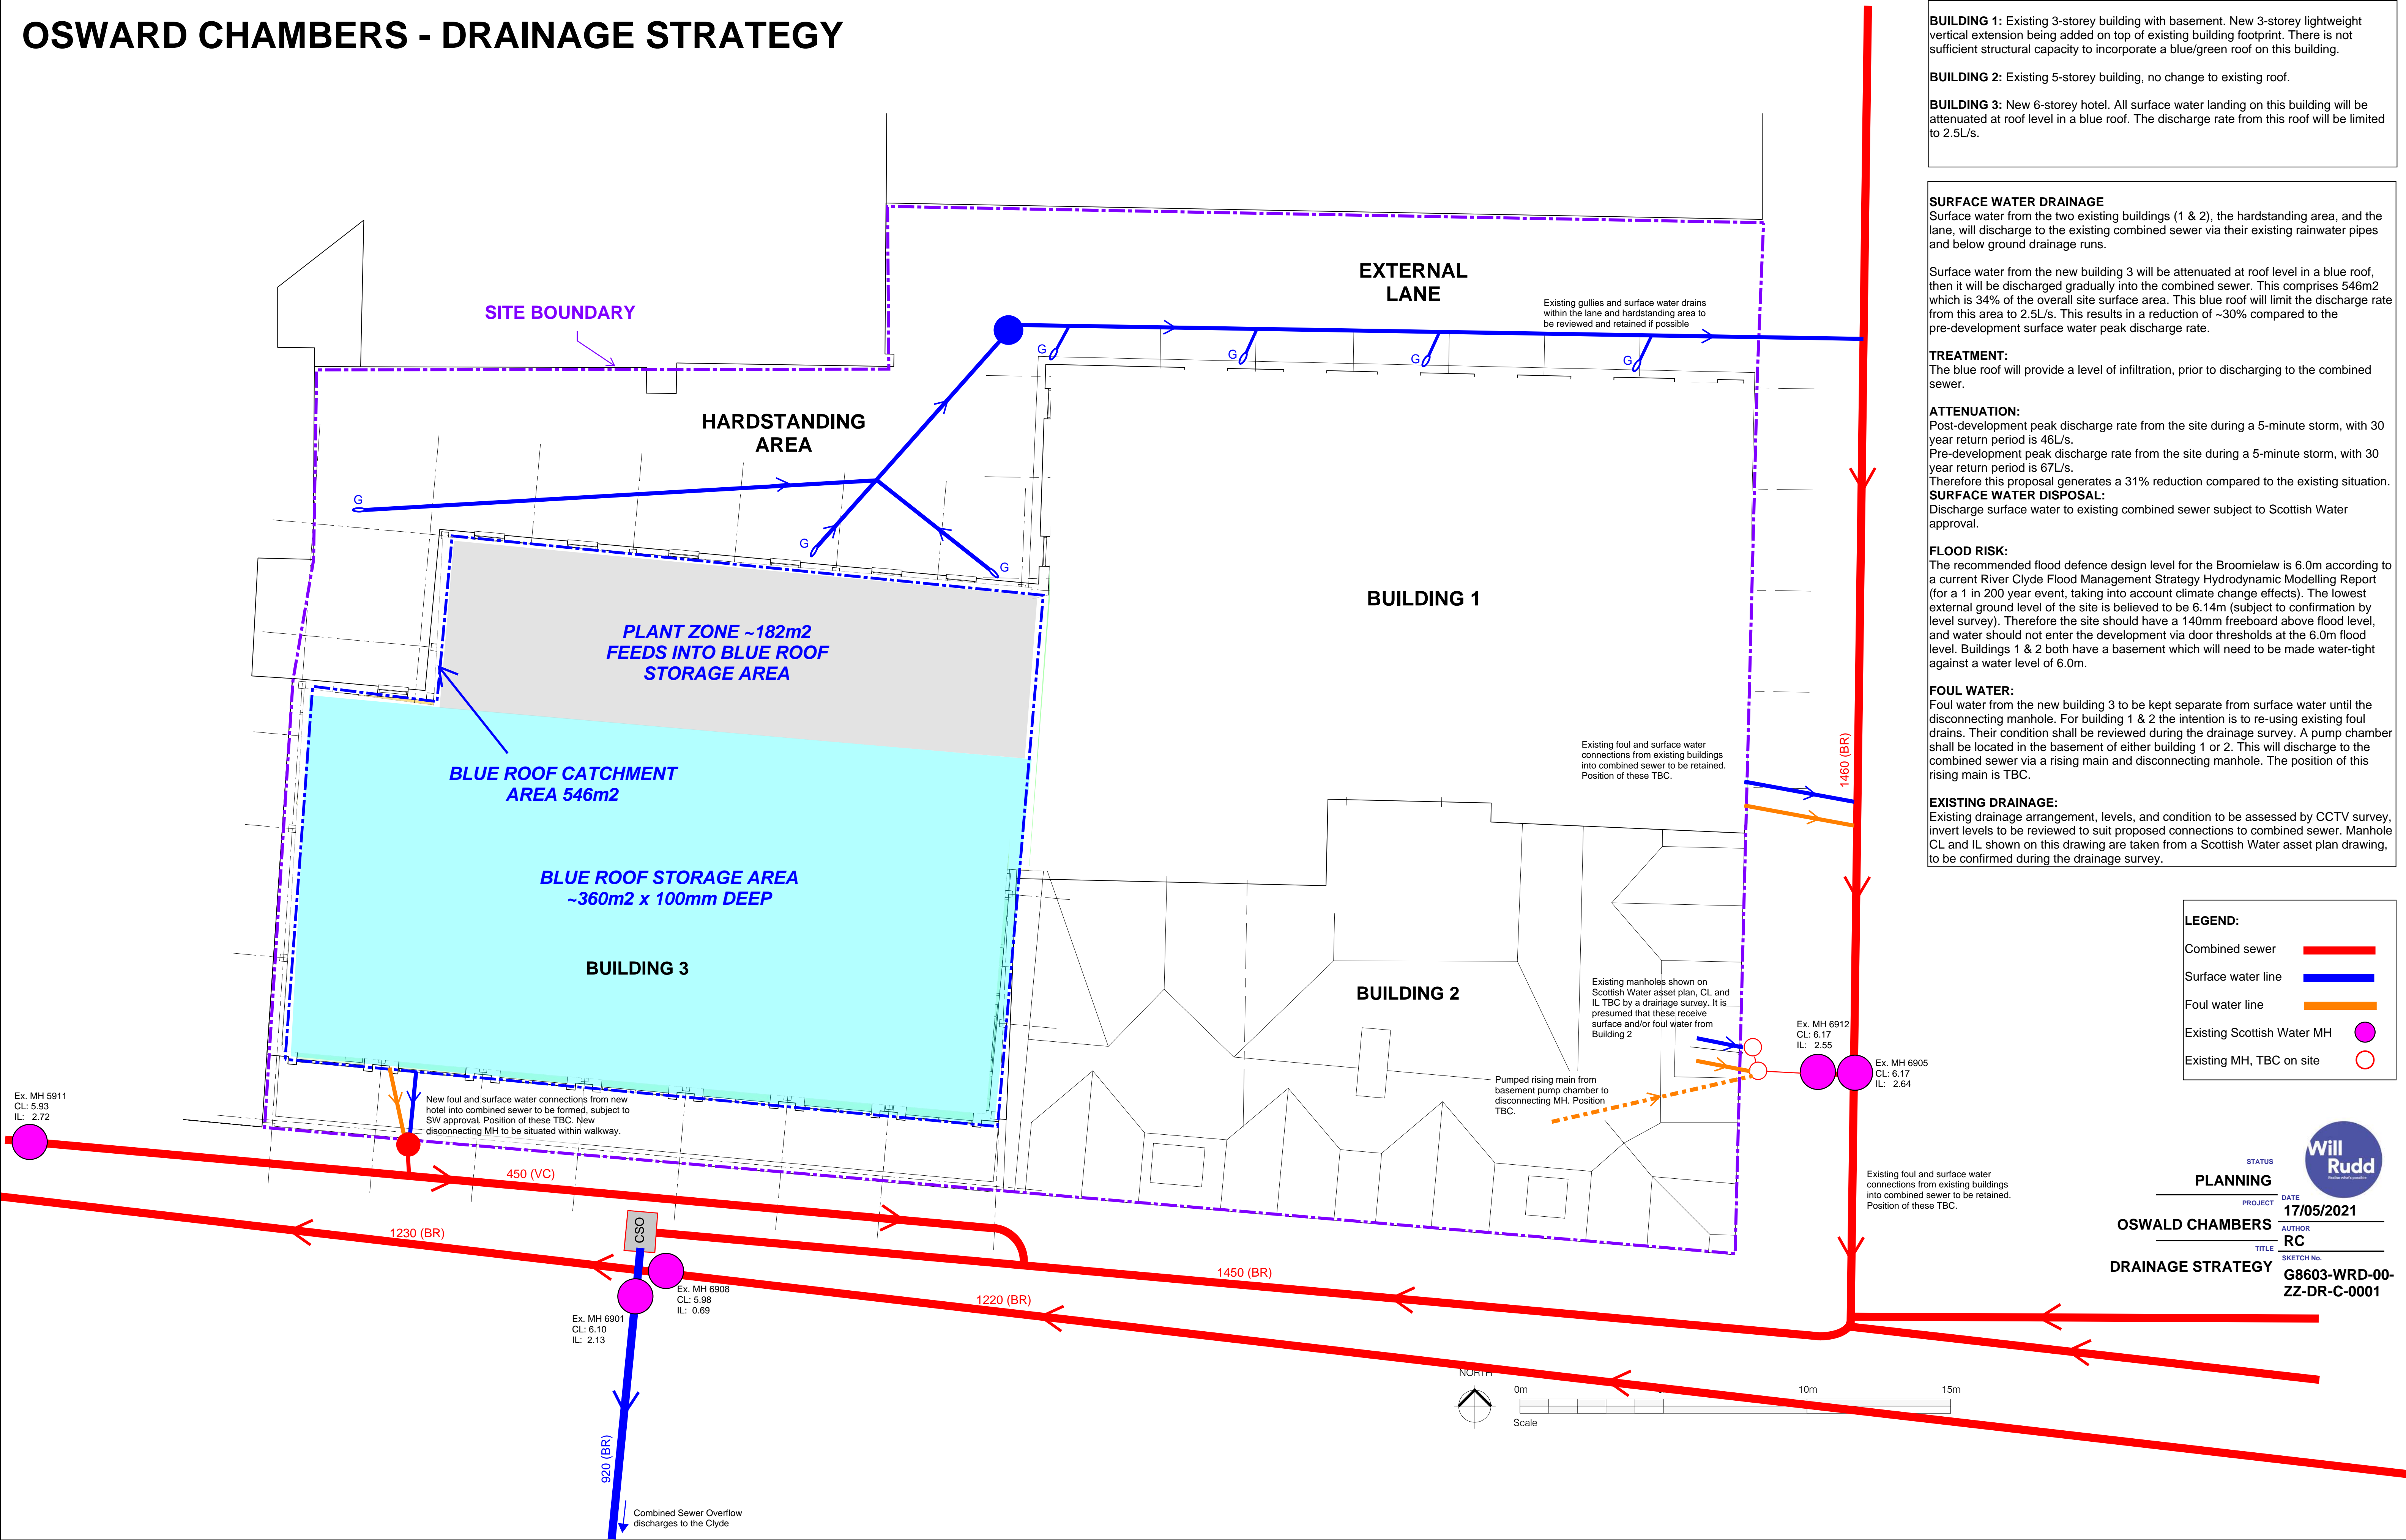 OSWARD CHAMBERS - DRAINAGE STRATEGY
BUILDING 1: Existing 3-storey building with basement. New 3-storey lightweight
vertical extension being added on top of existing building footprint. There is not
sufficient structural capacity to incorporate a blue/green roof on this building.
BUILDING 2: Existing 5-storey building, no change to existing roof.
BUILDING 3: New 6-storey hotel. All surface water landing on this building will be
attenuated at roof level in a blue roof. The discharge rate from this roof will be limited
to 2.5L/s.
SURFACE WATER DRAINAGE
Surface water from the two existing buildings (1 & 2), the hardstanding area, and the
lane, will discharge to the existing combined sewer via their existing rainwater pipes
and below ground drainage runs.
Surface water from the new building 3 will be attenuated at roof level in a blue roof,
then it will be discharged gradually into the combined sewer. This comprises 546m2
which is 34% of the overall site surface area. This blue roof will limit the discharge rate
from this area to 2.5L/s. This results in a reduction of ~30% compared to the
pre-development surface water peak discharge rate.
TREATMENT:
The blue roof will provide a level of infiltration, prior to discharging to the combined
sewer.
ATTENUATION:
Post-development peak discharge rate from the site during a 5-minute storm, with 30
year return period is 46L/s.
Pre-development peak discharge rate from the site during a 5-minute storm, with 30
year return period is 67L/s.
Therefore this proposal generates a 31% reduction compared to the existing situation.
SURFACE WATER DISPOSAL:
Discharge surface water to existing combined sewer subject to Scottish Water
approval.
FLOOD RISK:
The recommended flood defence design level for the Broomielaw is 6.0m according to
a current River Clyde Flood Management Strategy Hydrodynamic Modelling Report
(for a 1 in 200 year event, taking into account climate change effects). The lowest
external ground level of the site is believed to be 6.14m (subject to confirmation by
level survey). Therefore the site should have a 140mm freeboard above flood level,
and water should not enter the development via door thresholds at the 6.0m flood
level. Buildings 1 & 2 both have a basement which will need to be made water-tight
against a water level of 6.0m.
FOUL WATER:
Foul water from the new building 3 to be kept separate from surface water until the
disconnecting manhole. For building 1 & 2 the intention is to re-using existing foul
drains. Their condition shall be reviewed during the drainage survey. A pump chamber
shall be located in the basement of either building 1 or 2. This will discharge to the
combined sewer via a rising main and disconnecting manhole. The position of this
rising main is TBC.
EXISTING DRAINAGE:
Existing drainage arrangement, levels, and condition to be assessed by CCTV survey,
invert levels to be reviewed to suit proposed connections to combined sewer. Manhole
CL and IL shown on this drawing are taken from a Scottish Water asset plan drawing,
to be confirmed during the drainage survey.
LEGEND:
Combined sewer
Surface water line
Foul water line
Existing Scottish Water MH
Existing MH, TBC on site
SITE BOUNDARY
EXTERNAL
LANE
Existing gullies and surface water drains
within the lane and hardstanding area to
be reviewed and retained if possible
G
G
G
G
HARDSTANDING
AREA
G
G
G
BUILDING 1
PLANT ZONE ~182m2
FEEDS INTO BLUE ROOF
STORAGE AREA
BLUE ROOF CATCHMENT
AREA 546m2
BLUE ROOF STORAGE AREA
~360m2 x 100mm DEEP
BUILDING 3
BUILDING 2
Existing foul and surface water
connections from existing buildings
into combined sewer to be retained.
Position of these TBC.
1460 (BR)
Existing manholes shown on
Scottish Water asset plan, CL and
IL TBC by a drainage survey. It is
presumed that these receive
surface and/or foul water from
Building 2
Ex. MH 6912
CL: 6.17
IL: 2.55
Ex. MH 6905
CL: 6.17
IL: 2.64
Pumped rising main from
basement pump chamber to
disconnecting MH. Position
TBC.
Ex. MH 5911
CL: 5.93
IL: 2.72
New foul and surface water connections from new
hotel into combined sewer to be formed, subject to
SW approval. Position of these TBC. New
disconnecting MH to be situated within walkway.
450 (VC)
1230 (BR)
CSO
Ex. MH 6908
CL: 5.98
IL: 0.69
Ex. MH 6901
CL: 6.10
IL: 2.13
1220 (BR)
1450 (BR)
Existing foul and surface water
connections from existing buildings
into combined sewer to be retained.
Position of these TBC.
920 (BR)
Combined Sewer Overflow
discharges to the Clyde
NORTH
0m
10m
15m
Scale
Will
Rudd
STATUS
PLANNING
PROJECT
OSWALD CHAMBERS
TITLE
DRAINAGE STRATEGY
DATE
17/05/2021
AUTHOR
RC
SKETCH No.
G8603-WRD-00-
ZZ-DR-C-0001